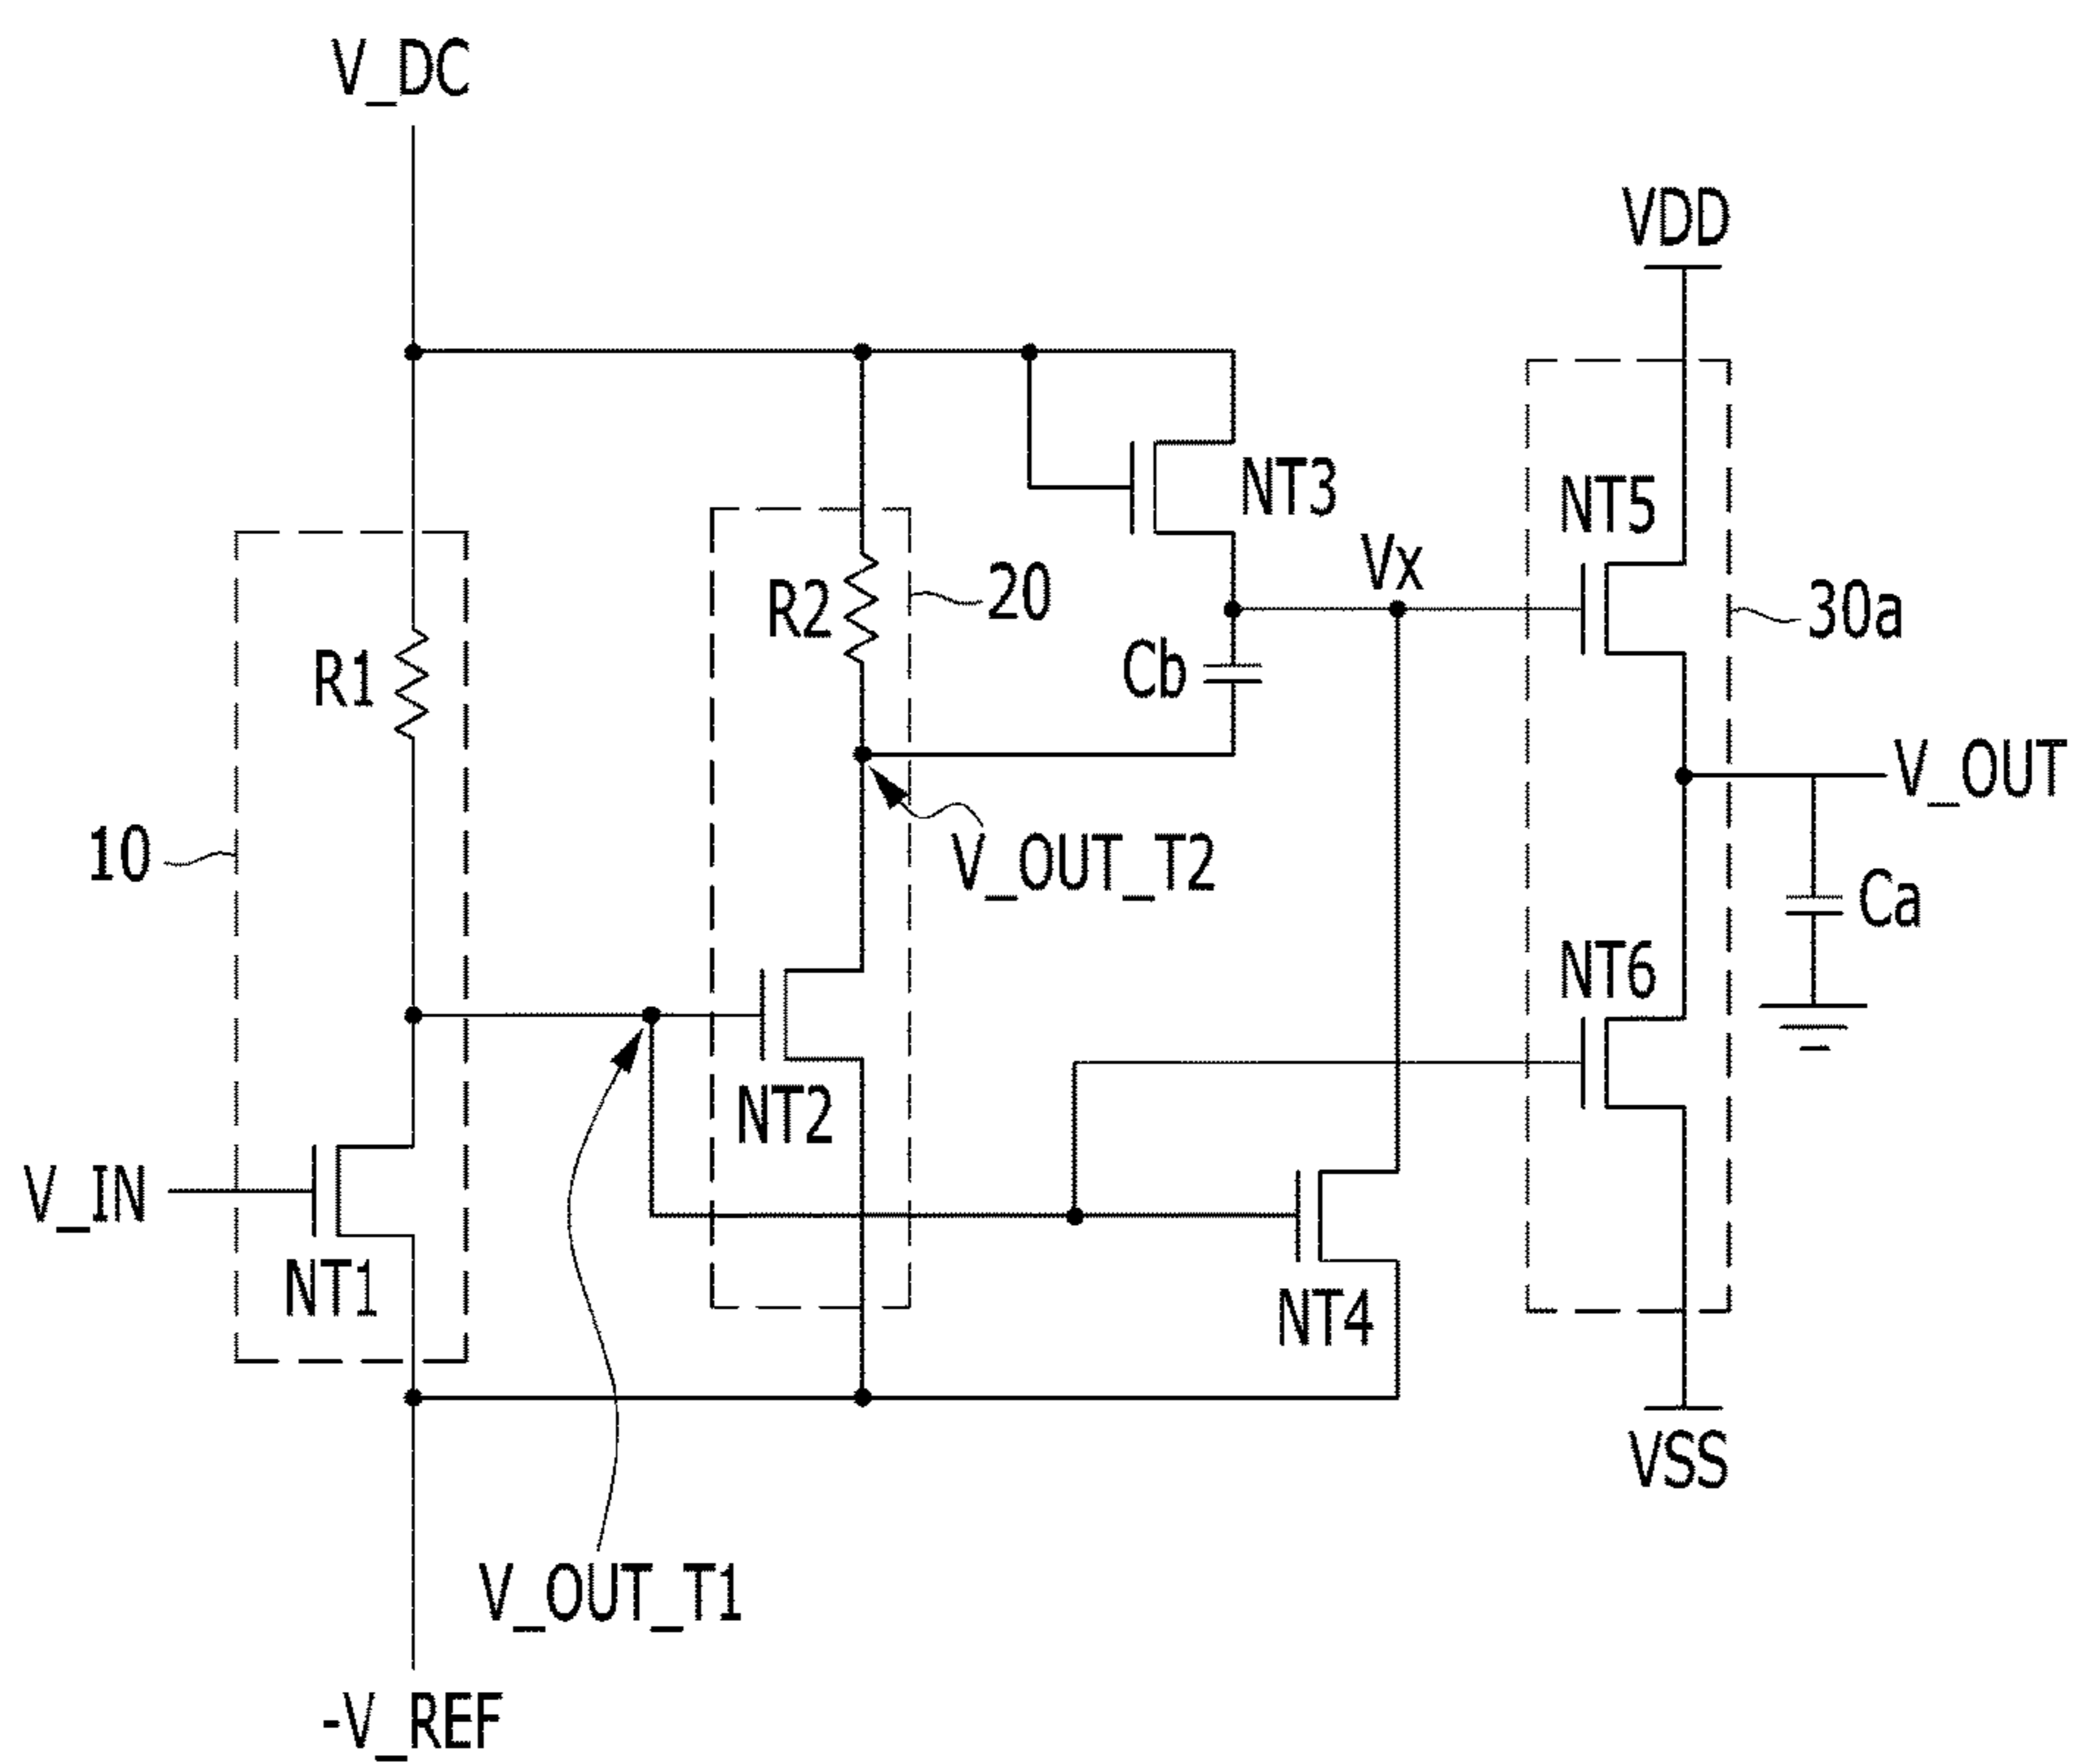 V_DC
VDD
NT3
NT5
Vx
R2
20
30a
R1
Cb
V_OUT
10
V_OUT_T2
Ca
NT6
NT2
V_IN
NT1
NT4
VSS
V_OUT_T1
-V_REF